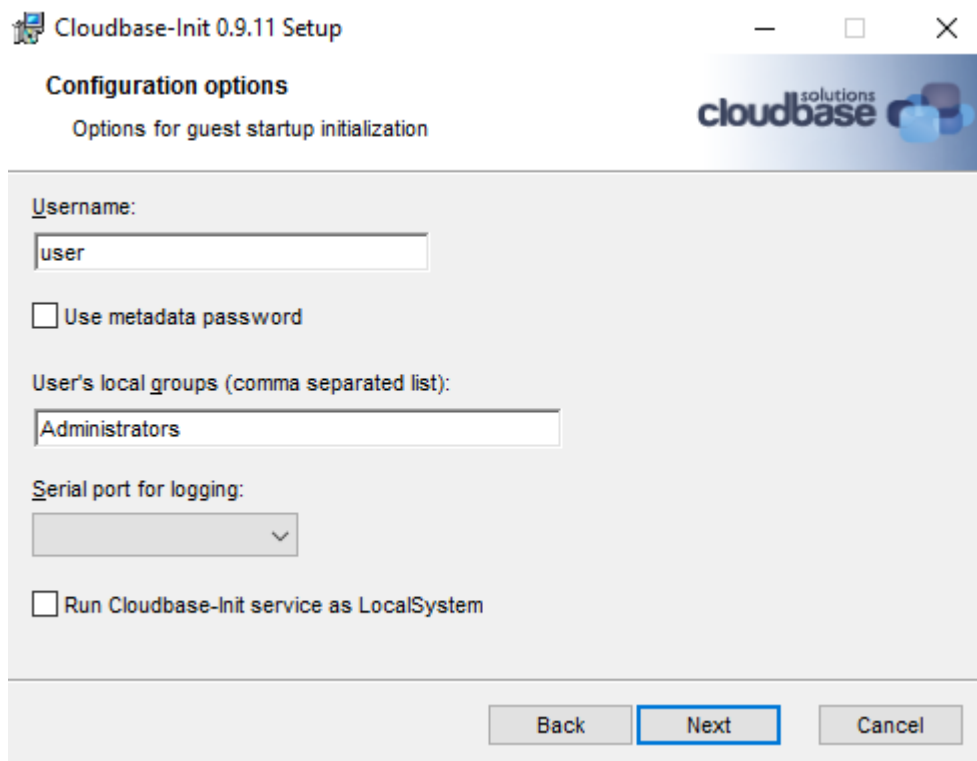 Cloudbase-Init 0.9.11 Setup
Configuration options
Options for guest startup initialization
cloudbase solutions
Username:
user
Use metadata password
User's local groups (comma separated list):
Administrators
Serial port for logging:
Run Cloudbase-Init service as LocalSystem
Back Next Cancel